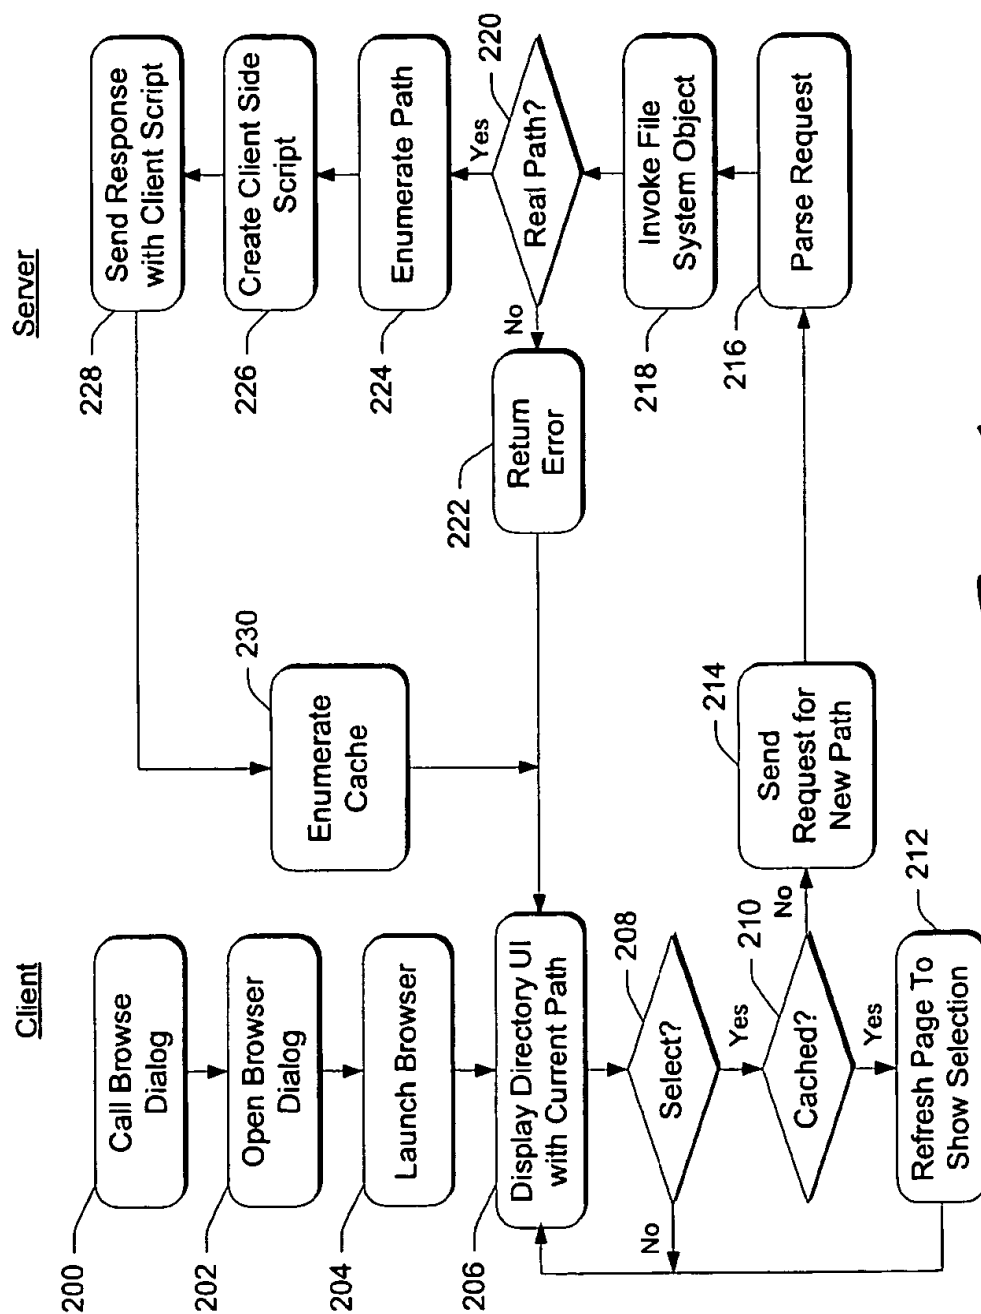 Client
Server
200
Call Browse
Dialog
202
Open Browser
Dialog
204
Launch Browser
206
Display Directory UI
with Current Path
208
Select?
No
Yes
210
Cached?
No
Yes
212
Refresh Page To
Show Selection
214
Send
Request for
New Path
216
Parse Request
218
Invoke File
System Object
220
Real Path?
No
Yes
222
Return
Error
224
Enumerate Path
226
Create Client Side
Script
228
Send Response
with Client Script
230
Enumerate
Cache